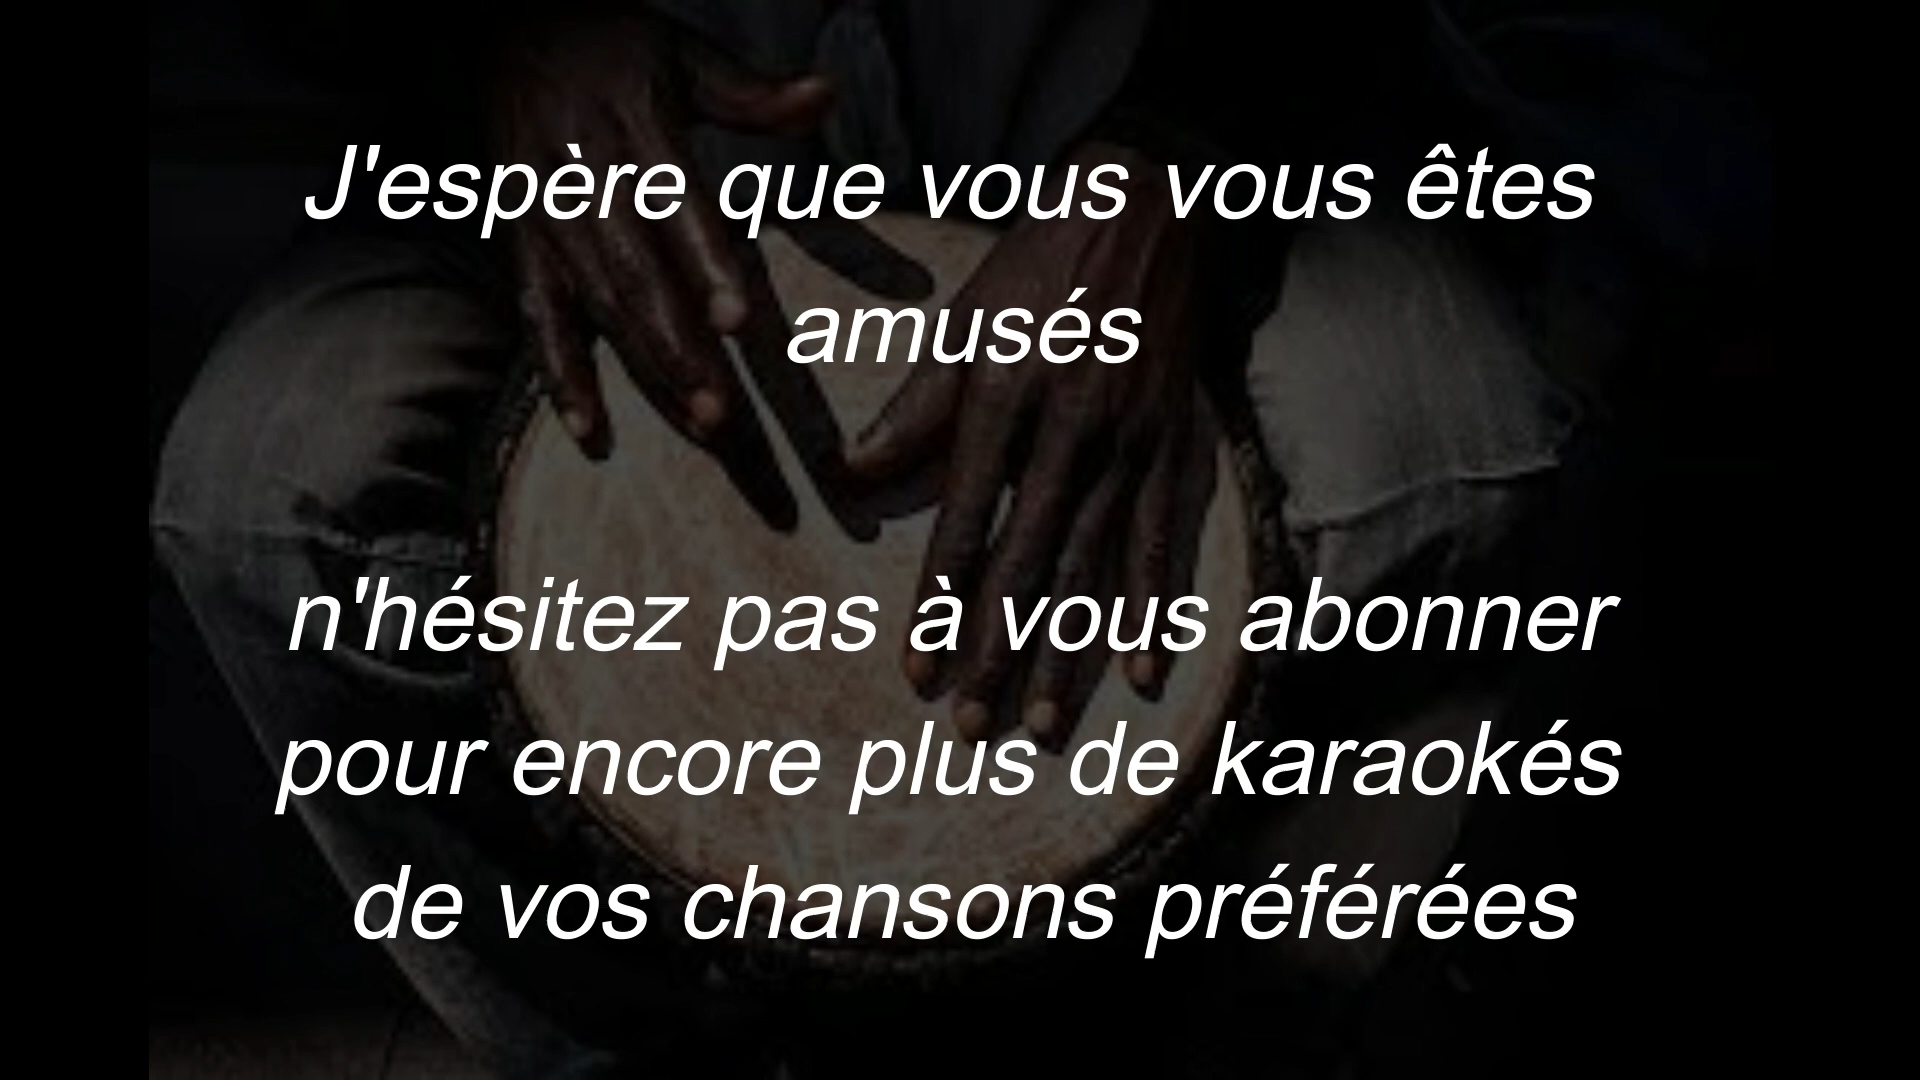 J'espère que vous vous êtes
amusés
n'hésitez pas à vous abonner
pour encore plus de karaokés
de vos chansons préférées